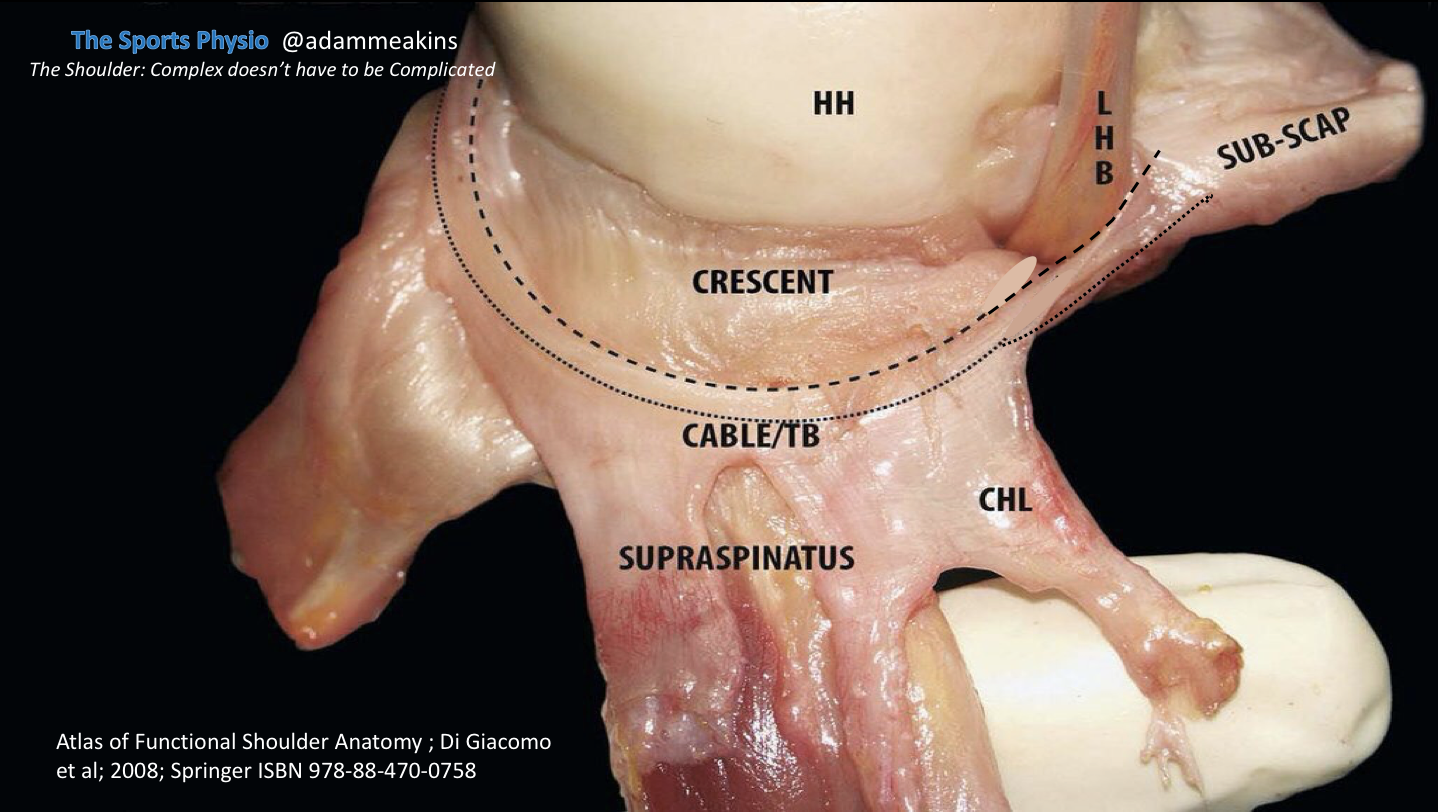 The Sports Physio @adammeakins
The Shoulder: Complex doesn't have to be Complicated
HH
L
H
B
SUB-SCAP
CRESCENT
CABLE/TB
CHL
SUPRASPINATUS
Atlas of Functional Shoulder Anatomy ; Di Giacomo
et al; 2008; Springer ISBN 978-88-470-0758